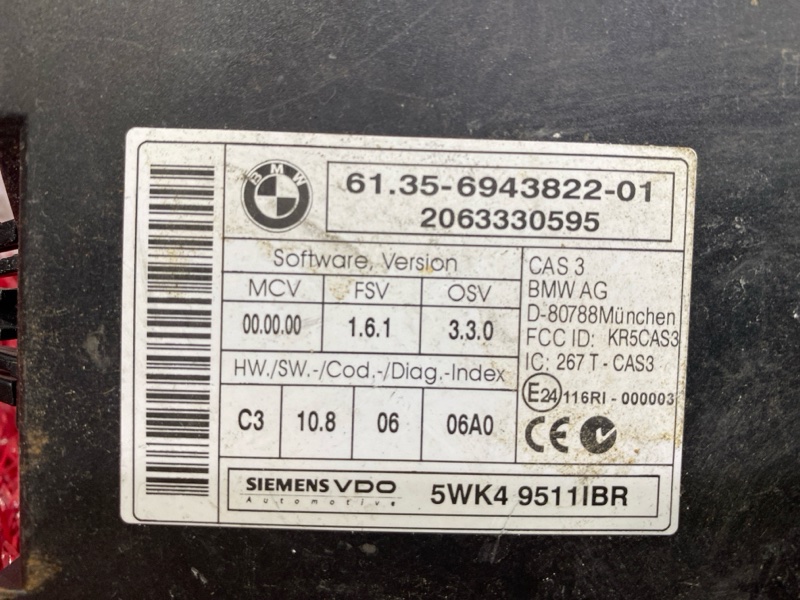 BMW
61.35-6943822-01
2063330595
Software, Version
MCV FSV OSV
00.00.00 1.6.1 3.3.0
HW./SW.-/Cod.-/Diag.-Index
C3 10.8 06 06A0
CAS 3
BMW AG
D-80788München
FCC ID: KR5CAS3
IC: 267 T - CAS3
E24 116RI - 000003
CE
SIEMENS VDO
Automotive
5WK4 9511IBR